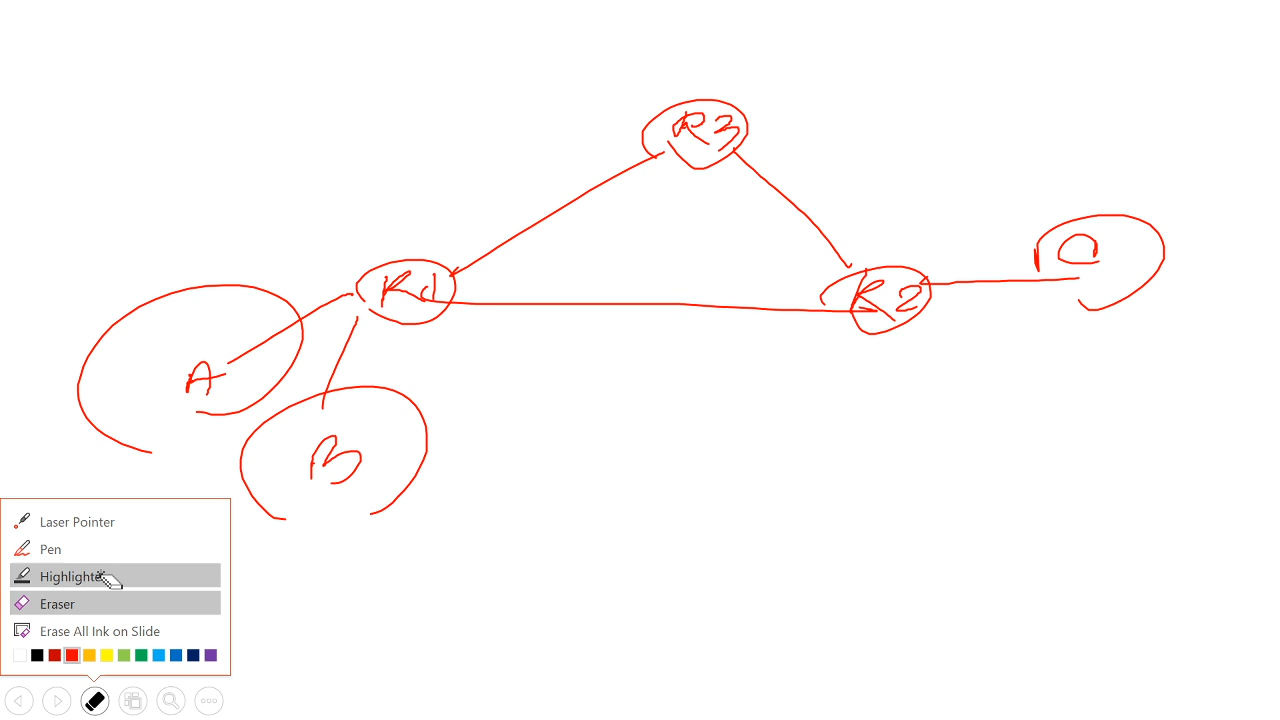 R3
R1
R2
A
B
Laser Pointer
Pen
Highlighter
Eraser
Erase All Ink on Slide